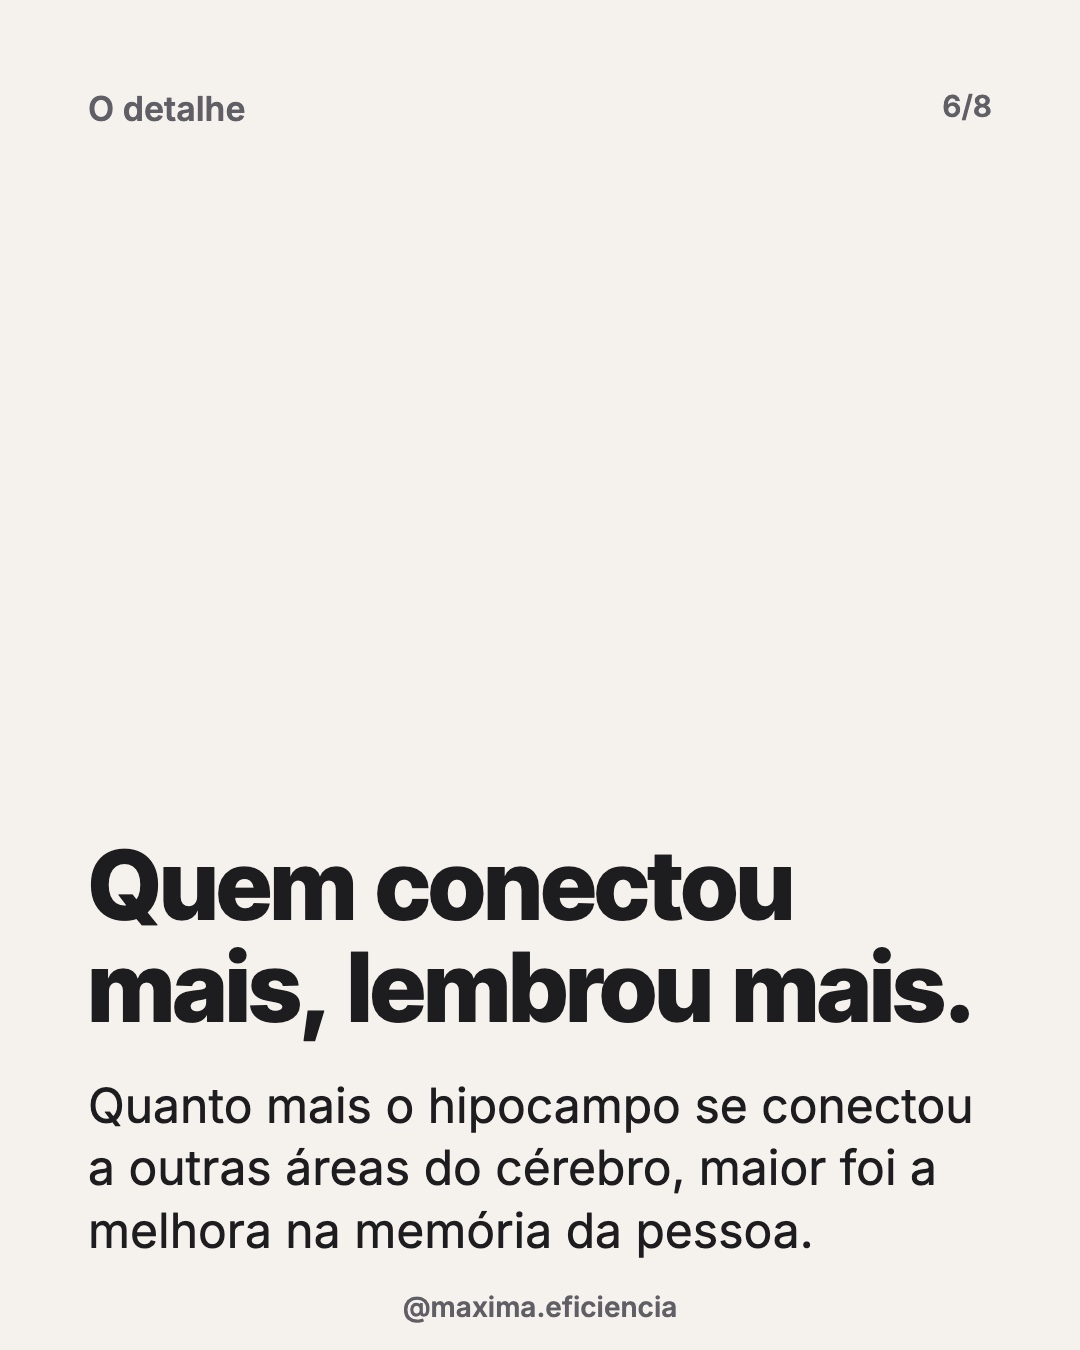 O detalhe
6/8
Quem conectou
mais, lembrou mais.
Quanto mais o hipocampo se conectou
a outras áreas do cérebro, maior foi a
melhora na memória da pessoa.
@maxima.eficiencia